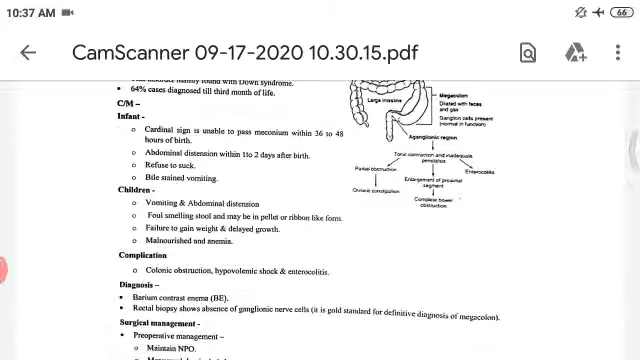 10:37 AM
66
CamScanner 09-17-2020 10.30.15.pdf
disorder mainly found with Down syndrome.
64% cases diagnosed till third month of life.
C/M –
Infant -
Cardinal sign is unable to pass meconium within 36 to 48
hours of birth.
Abdominal distension within 1to 2 days after birth.
Refuse to suck.
Bile stained vomiting.
Children -
Vomiting & Abdominal distension
Foul smelling stool and may be in pellet or ribbon like form.
Failure to gain weight & delayed growth.
Malnourished and anemia.
Complication
Colonic obstruction, hypovolemic shock & enterocolitis.
Diagnosis –
Barium contrast enema (BE).
Rectal biopsy shows absence of ganglionic nerve cells (it is gold standard for definitive diagnosis of megacolon).
Surgical management -
Preoperative management –
Maintain NPO.
Large intestine
Megacolon
Dilated with feces
and gas
Ganglion cells present
(normal in function)
Aganglionic region
Tonic contraction and inadequate
peristalsis
Partial obstruction
Enterocolitis
Enlargement of proximal
segment
Chronic constipation
Complete bowel
obstruction